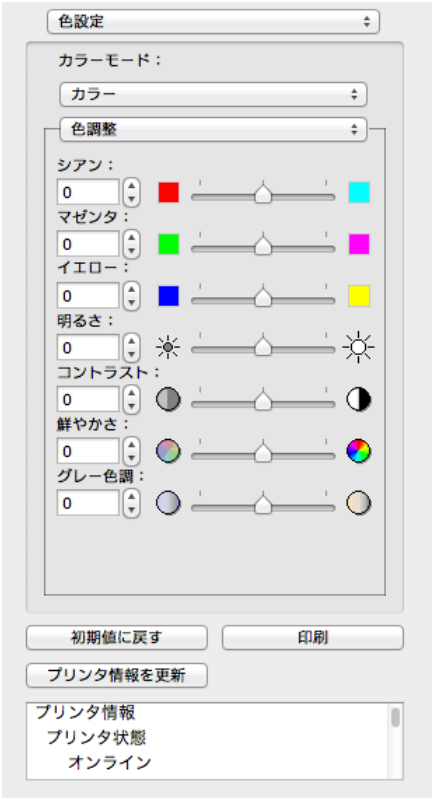 色設定
カラーモード：
カラー
色調整
シアン：
0
マゼンタ：
0
イエロー：
0
明るさ：
0
コントラスト：
0
鮮やかさ：
0
グレー色調：
0
初期値に戻す 印刷
プリンタ情報を更新
プリンタ情報
プリンタ状態
オンライン